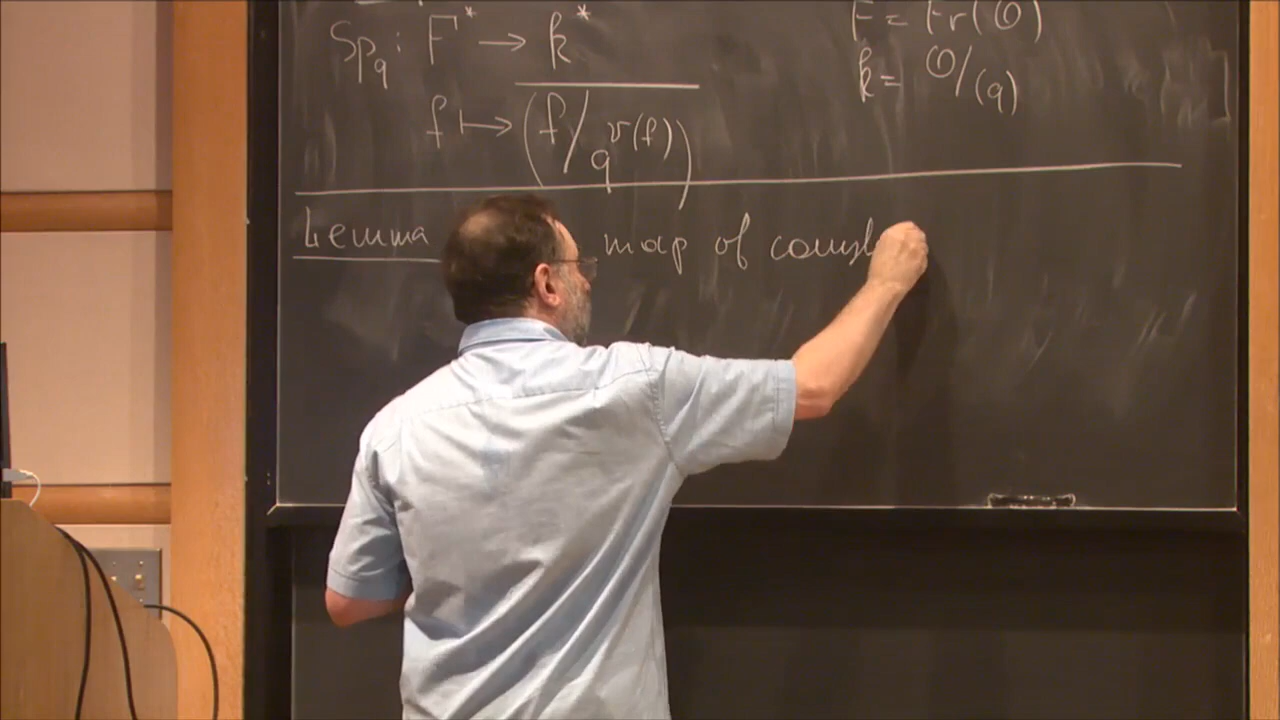 Sp_q : F^* → k^*
F = Fr(O)
k = O/(q)
f ↦ (f/q^{v(f)})
Lemma map of compl